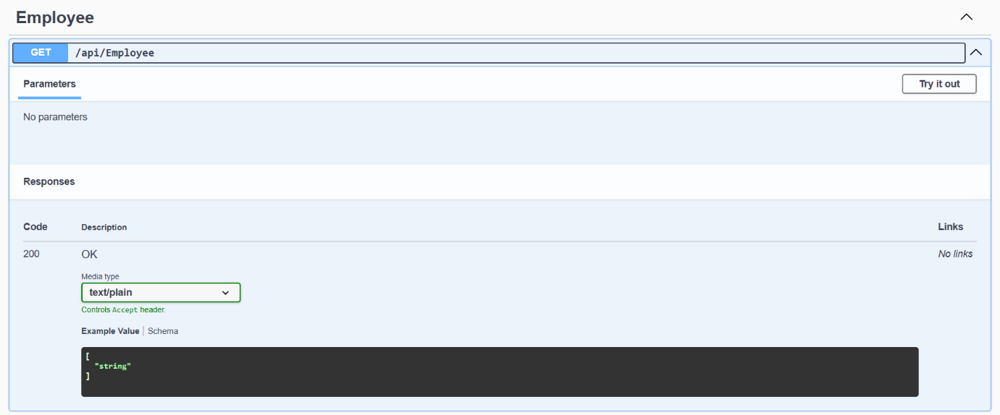 Employee
GET /api/Employee
Parameters Try it out
No parameters
Responses
Code Description Links
200 OK No links
Media type
text/plain
Controls Accept header.
Example Value | Schema
[
"string"
]